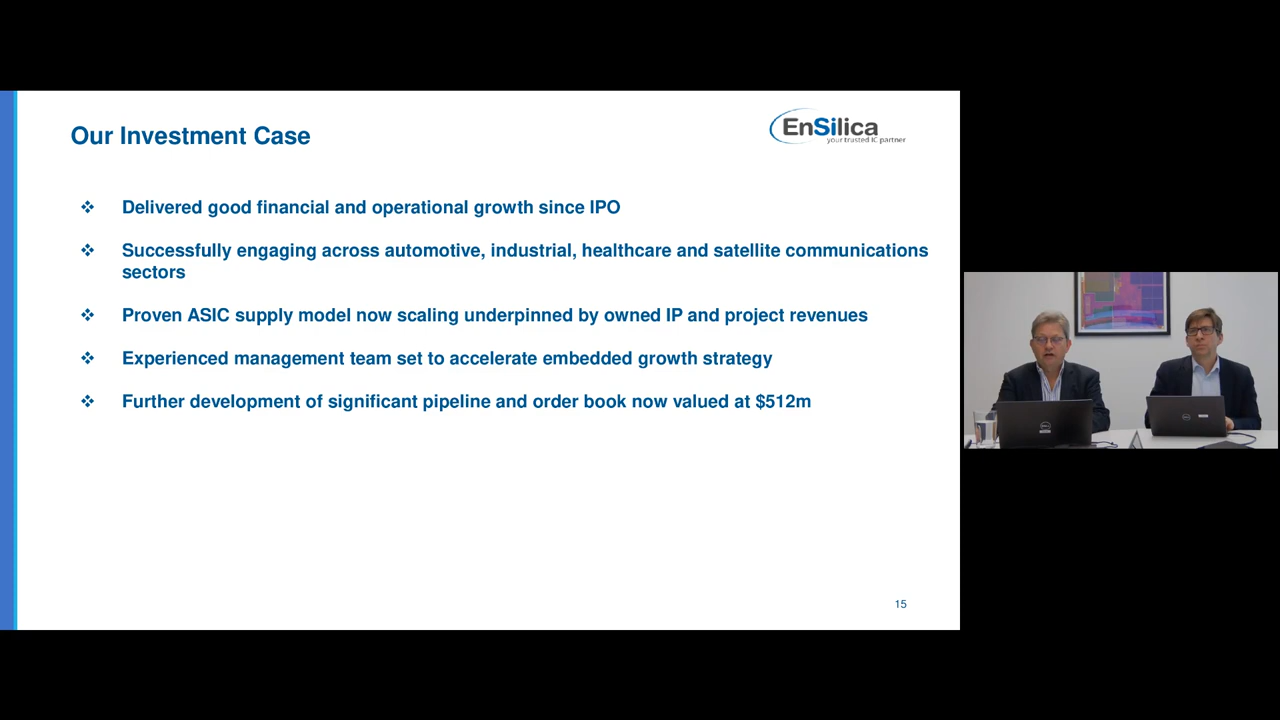 Our Investment Case
EnSilica
your trusted IC partner
❖ Delivered good financial and operational growth since IPO
❖ Successfully engaging across automotive, industrial, healthcare and satellite communications
sectors
❖ Proven ASIC supply model now scaling underpinned by owned IP and project revenues
❖ Experienced management team set to accelerate embedded growth strategy
❖ Further development of significant pipeline and order book now valued at $512m
15